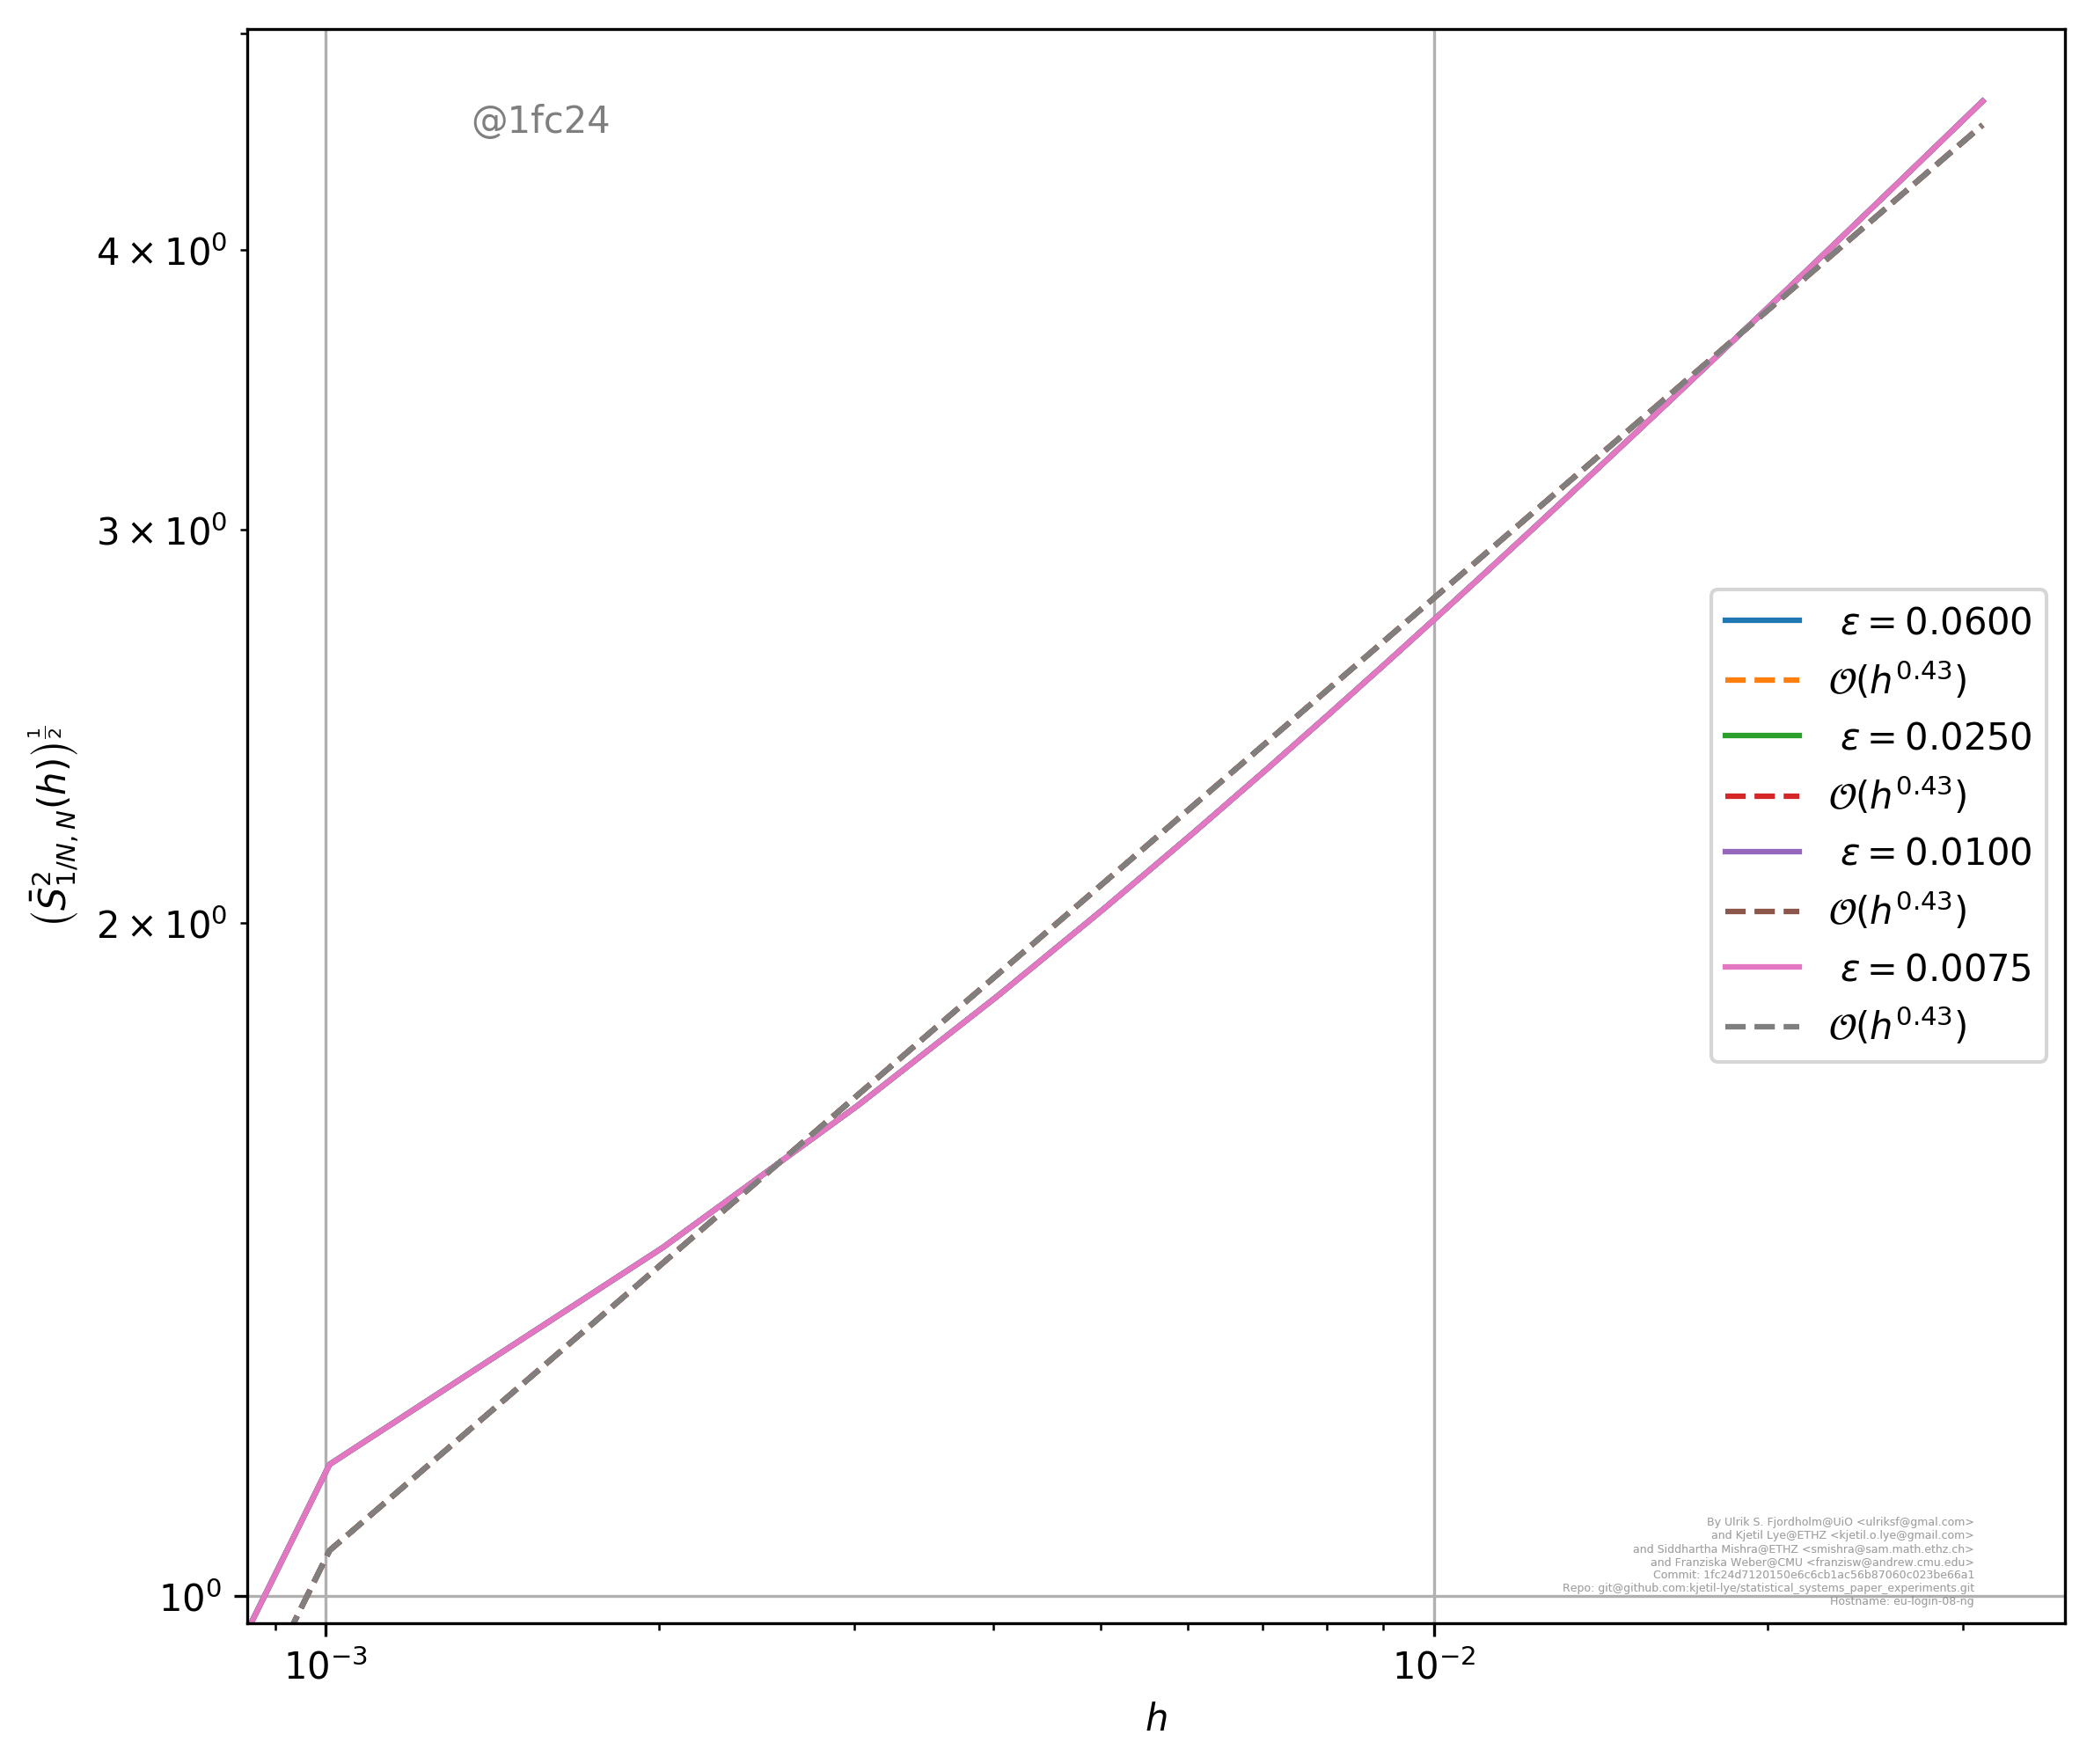 @1fc24
4 × 10⁰
3 × 10⁰
2 × 10⁰
10⁰
(S̄²₁/N, N(h))^½
10⁻³
10⁻²
h
ε = 0.0600
𝒪(h^0.43)
ε = 0.0250
𝒪(h^0.43)
ε = 0.0100
𝒪(h^0.43)
ε = 0.0075
𝒪(h^0.43)
By Ulrik S. Fjordholm@UiO <ulriksf@gmal.com>
and Kjetil Lye@ETHZ <kjetil.o.lye@gmail.com>
and Siddhartha Mishra@ETHZ <smishra@sam.math.ethz.ch>
and Franziska Weber@CMU <franzisw@andrew.cmu.edu>
Commit: 1fc24d7120150e6c6cb1ac56b87060c023be66a1
Repo: git@github.com:kjetil-lye/statistical_systems_paper_experiments.git
Hostname: eu-login-08-ng